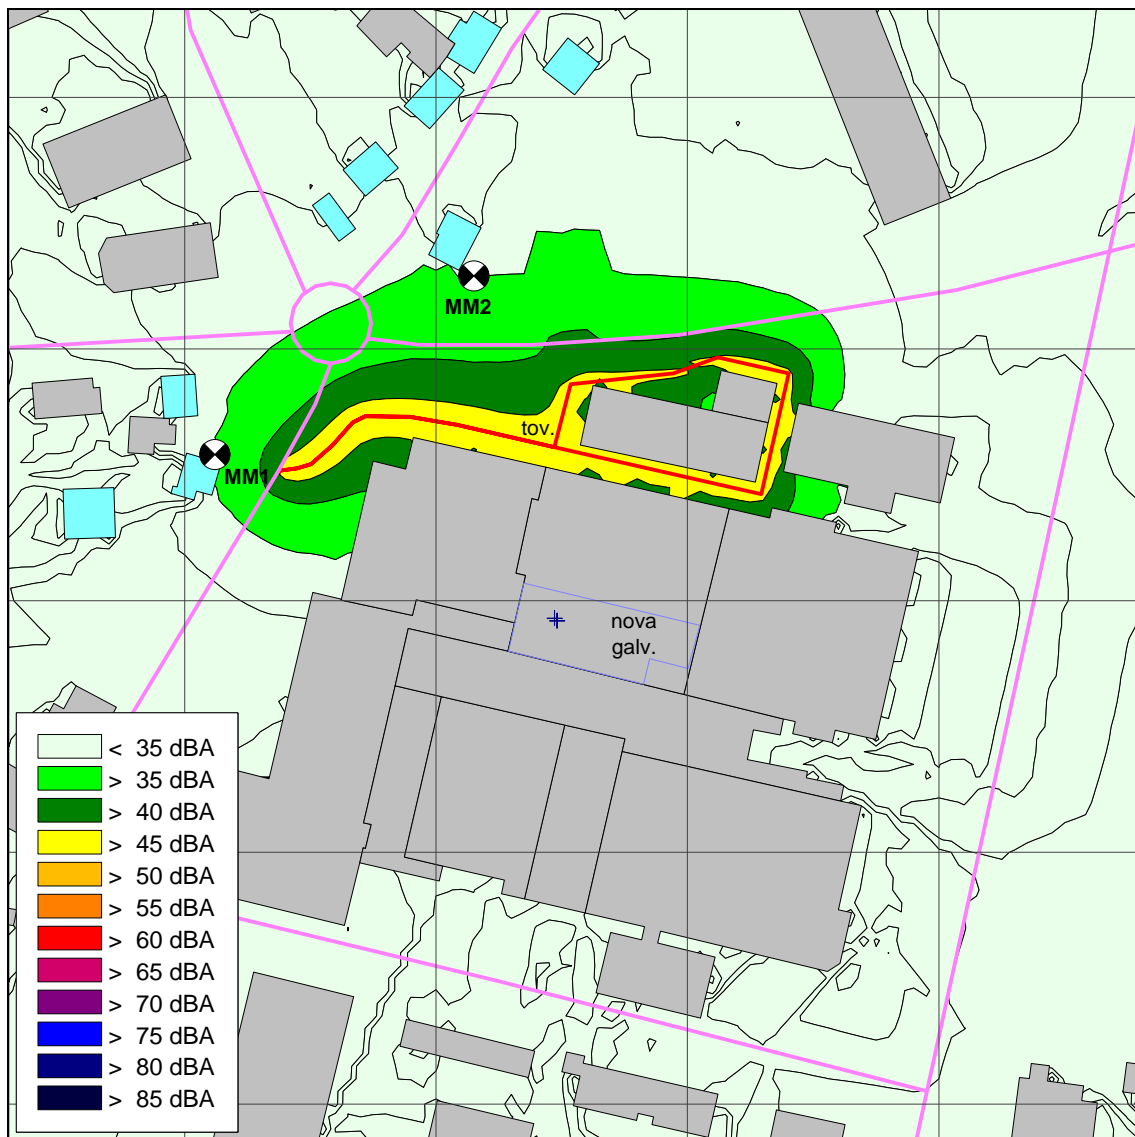 MM2
tov.
MM1
nova
galv.
< 35 dBA
> 35 dBA
> 40 dBA
> 45 dBA
> 50 dBA
> 55 dBA
> 60 dBA
> 65 dBA
> 70 dBA
> 75 dBA
> 80 dBA
> 85 dBA